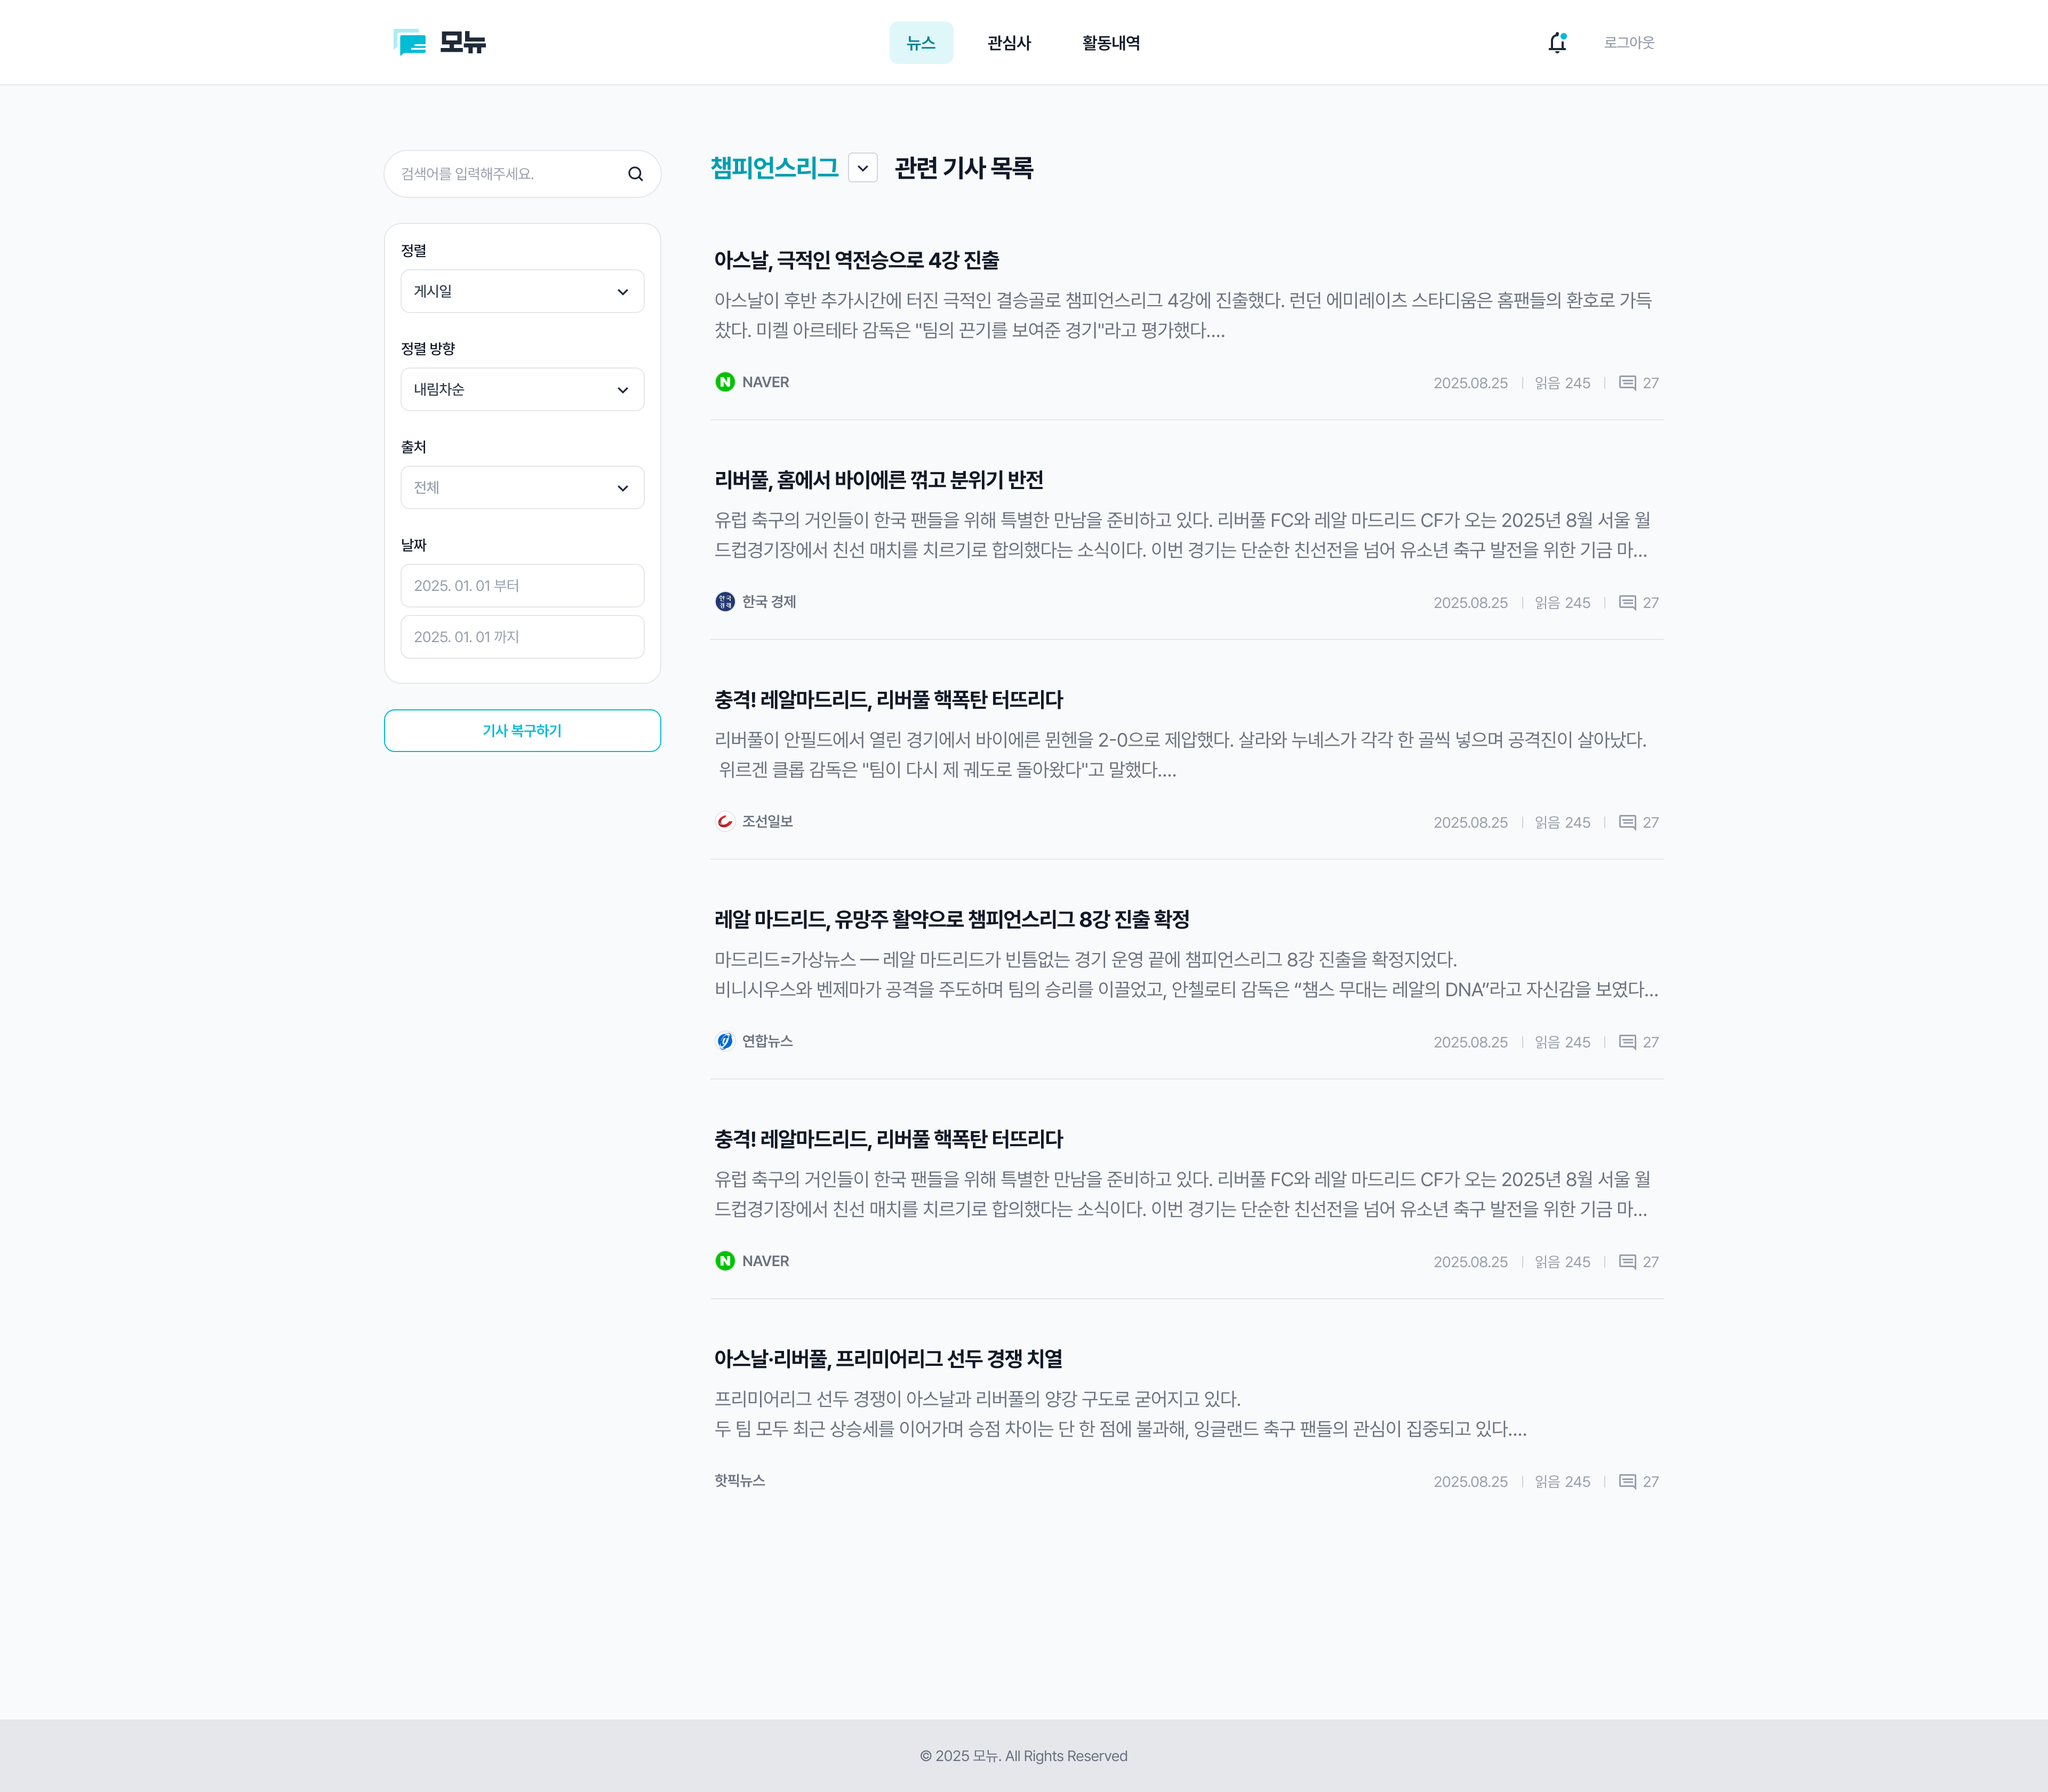 모뉴
뉴스 관심사 활동내역
로그아웃
검색어를 입력해주세요.
정렬
게시일
정렬 방향
내림차순
출처
전체
날짜
2025. 01. 01 부터
2025. 01. 01 까지
기사 복구하기
챔피언스리그 관련 기사 목록
아스날, 극적인 역전승으로 4강 진출
아스날이 후반 추가시간에 터진 극적인 결승골로 챔피언스리그 4강에 진출했다. 런던 에미레이츠 스타디움은 홈팬들의 환호로 가득
찼다. 미켈 아르테타 감독은 "팀의 끈기를 보여준 경기"라고 평가했다....
NAVER
2025.08.25 읽음 245 27
리버풀, 홈에서 바이에른 꺾고 분위기 반전
유럽 축구의 거인들이 한국 팬들을 위해 특별한 만남을 준비하고 있다. 리버풀 FC와 레알 마드리드 CF가 오는 2025년 8월 서울 월
드컵경기장에서 친선 매치를 치르기로 합의했다는 소식이다. 이번 경기는 단순한 친선전을 넘어 유소년 축구 발전을 위한 기금 마...
한국 경제
한국 경제
2025.08.25 읽음 245 27
충격! 레알마드리드, 리버풀 핵폭탄 터뜨리다
리버풀이 안필드에서 열린 경기에서 바이에른 뮌헨을 2-0으로 제압했다. 살라와 누녜스가 각각 한 골씩 넣으며 공격진이 살아났다.
위르겐 클롭 감독은 "팀이 다시 제 궤도로 돌아왔다"고 말했다....
조선일보
2025.08.25 읽음 245 27
레알 마드리드, 유망주 활약으로 챔피언스리그 8강 진출 확정
마드리드=가상뉴스 — 레알 마드리드가 빈틈없는 경기 운영 끝에 챔피언스리그 8강 진출을 확정지었다.
비니시우스와 벤제마가 공격을 주도하며 팀의 승리를 이끌었고, 안첼로티 감독은 “챔스 무대는 레알의 DNA”라고 자신감을 보였다...
연합뉴스
2025.08.25 읽음 245 27
충격! 레알마드리드, 리버풀 핵폭탄 터뜨리다
유럽 축구의 거인들이 한국 팬들을 위해 특별한 만남을 준비하고 있다. 리버풀 FC와 레알 마드리드 CF가 오는 2025년 8월 서울 월
드컵경기장에서 친선 매치를 치르기로 합의했다는 소식이다. 이번 경기는 단순한 친선전을 넘어 유소년 축구 발전을 위한 기금 마...
NAVER
2025.08.25 읽음 245 27
아스날·리버풀, 프리미어리그 선두 경쟁 치열
프리미어리그 선두 경쟁이 아스날과 리버풀의 양강 구도로 굳어지고 있다.
두 팀 모두 최근 상승세를 이어가며 승점 차이는 단 한 점에 불과해, 잉글랜드 축구 팬들의 관심이 집중되고 있다....
핫픽뉴스
2025.08.25 읽음 245 27
© 2025 모뉴. All Rights Reserved